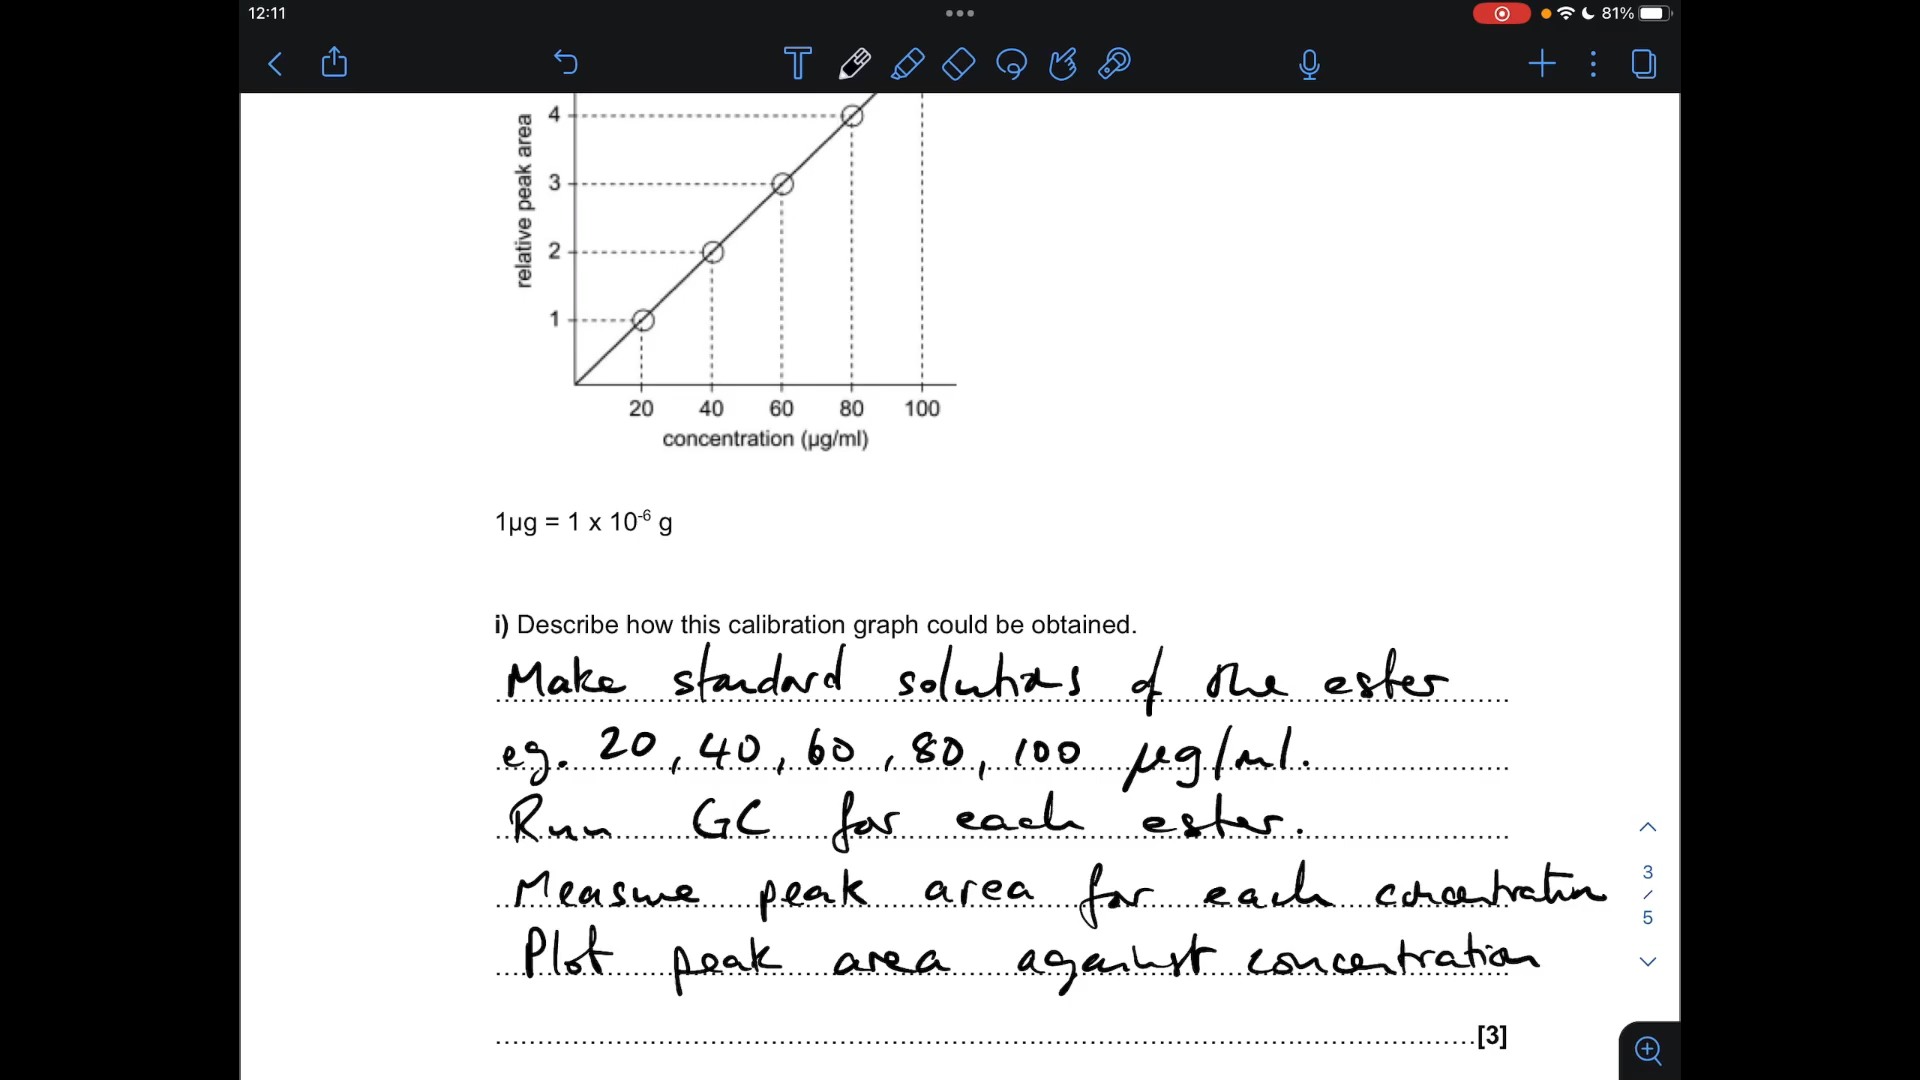 12:11
81%
4
3
2
1
relative peak area
20 40 60 80 100
concentration (µg/ml)
1µg = 1 x 10-6 g
i) Describe how this calibration graph could be obtained.
Make standard solutions of the ester
eg. 20, 40, 60, 80, 100 µg/ml.
Run GC for each ester.
Measure peak area for each concentration
Plot peak area against concentration
[3]
3
/
5